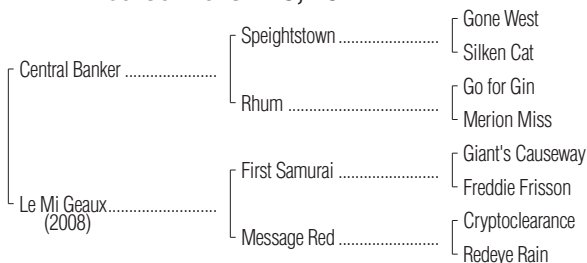 Speightstown
Gone West
Silken Cat
Central Banker
Rhum
Go for Gin
Merion Miss
First Samurai
Giant's Causeway
Freddie Frisson
Le Mi Geaux
(2008)
Message Red
Cryptoclearance
Redeye Rain